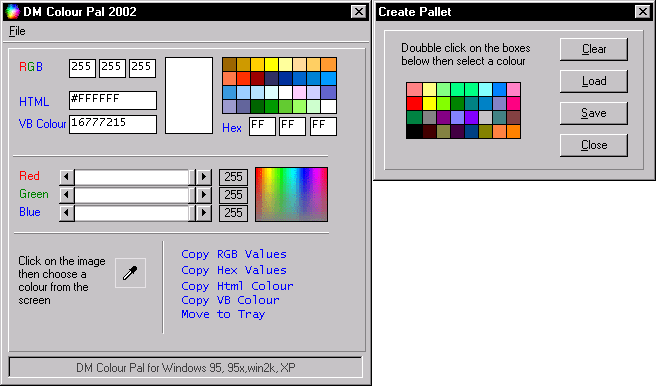 DM Colour Pal 2002
File
RGB 255 255 255
HTML #FFFFFF
VB Colour 16777215
Hex FF FF FF
Red 255
Green 255
Blue 255
Click on the image
then choose a
colour from the
screen
Copy RGB Values
Copy Hex Values
Copy Html Colour
Copy VB Colour
Move to Tray
DM Colour Pal for Windows 95, 95x,win2k, XP
Create Pallet
Doubble click on the boxes
below then select a colour
Clear
Load
Save
Close